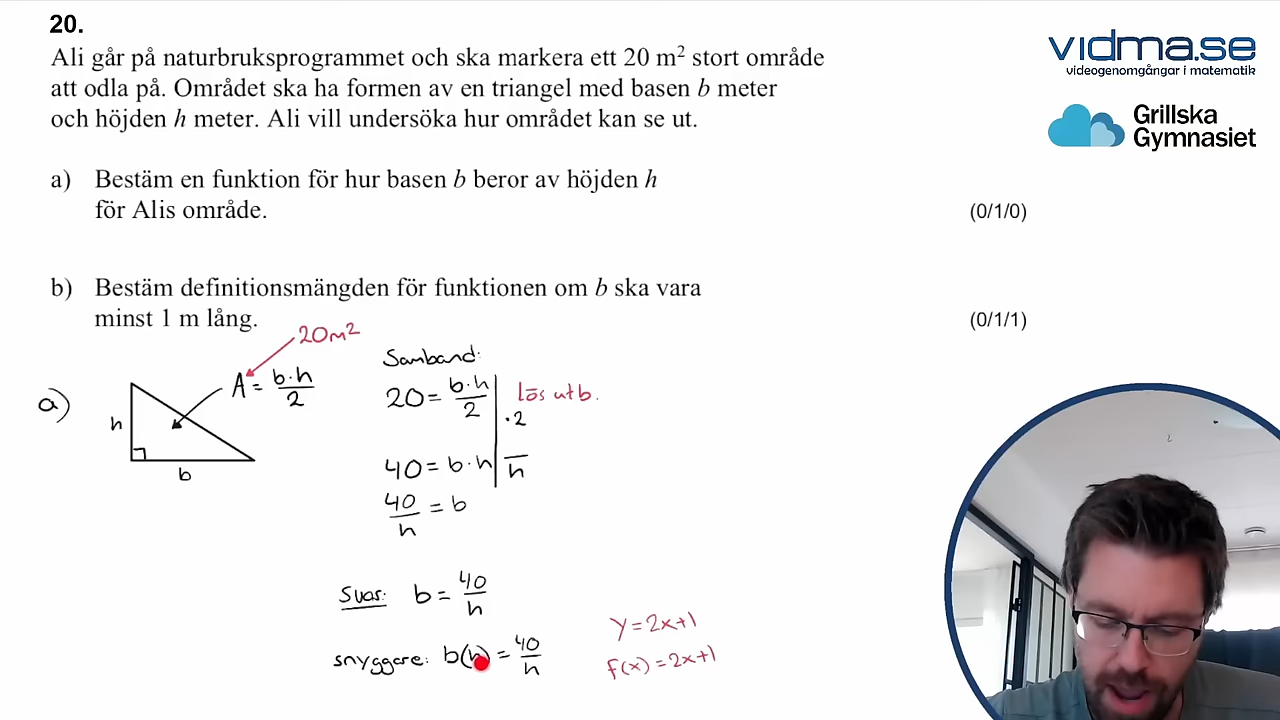 20.
Ali går på naturbruksprogrammet och ska markera ett 20 m² stort område
att odla på. Området ska ha formen av en triangel med basen b meter
och höjden h meter. Ali vill undersöka hur området kan se ut.
vidma.se
videogenomgångar i matematik
Grillska
Gymnasiet
a) Bestäm en funktion för hur basen b beror av höjden h
för Alis område.
(0/1/0)
b) Bestäm definitionsmängden för funktionen om b ska vara
minst 1 m lång.
(0/1/1)
20m²
a)
h
b
A = b·h/2
Samband:
20 = b·h/2
lös ut b.
·2
40 = b·h
/h
40/h = b
Svar: b = 40/h
snyggare: b(h) = 40/h
y=2x+1
f(x)=2x+1